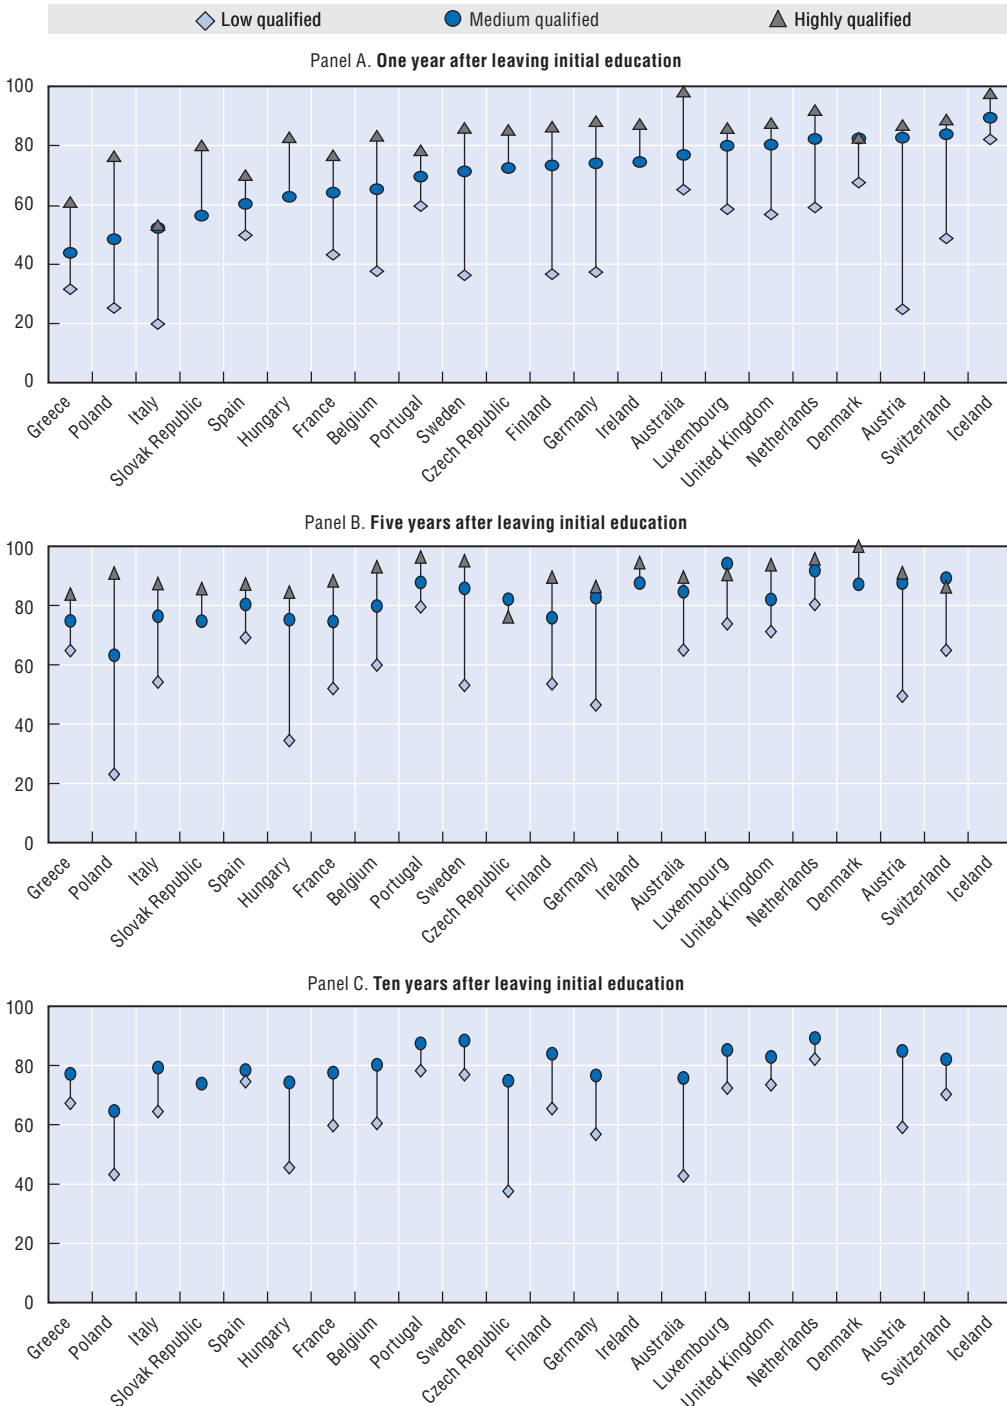 Low qualified Medium qualified Highly qualified
Panel A. One year after leaving initial education
100
80
60
40
20
0
Greece
Poland
Italy
Slovak Republic
Spain
Hungary
France
Belgium
Portugal
Sweden
Czech Republic
Finland
Germany
Ireland
Australia
Luxembourg
United Kingdom
Netherlands
Denmark
Austria
Switzerland
Iceland
Panel B. Five years after leaving initial education
100
80
60
40
20
0
Greece
Poland
Italy
Slovak Republic
Spain
Hungary
France
Belgium
Portugal
Sweden
Czech Republic
Finland
Germany
Ireland
Australia
Luxembourg
United Kingdom
Netherlands
Denmark
Austria
Switzerland
Iceland
Panel C. Ten years after leaving initial education
100
80
60
40
20
0
Greece
Poland
Italy
Slovak Republic
Spain
Hungary
France
Belgium
Portugal
Sweden
Czech Republic
Finland
Germany
Ireland
Australia
Luxembourg
United Kingdom
Netherlands
Denmark
Austria
Switzerland
Iceland